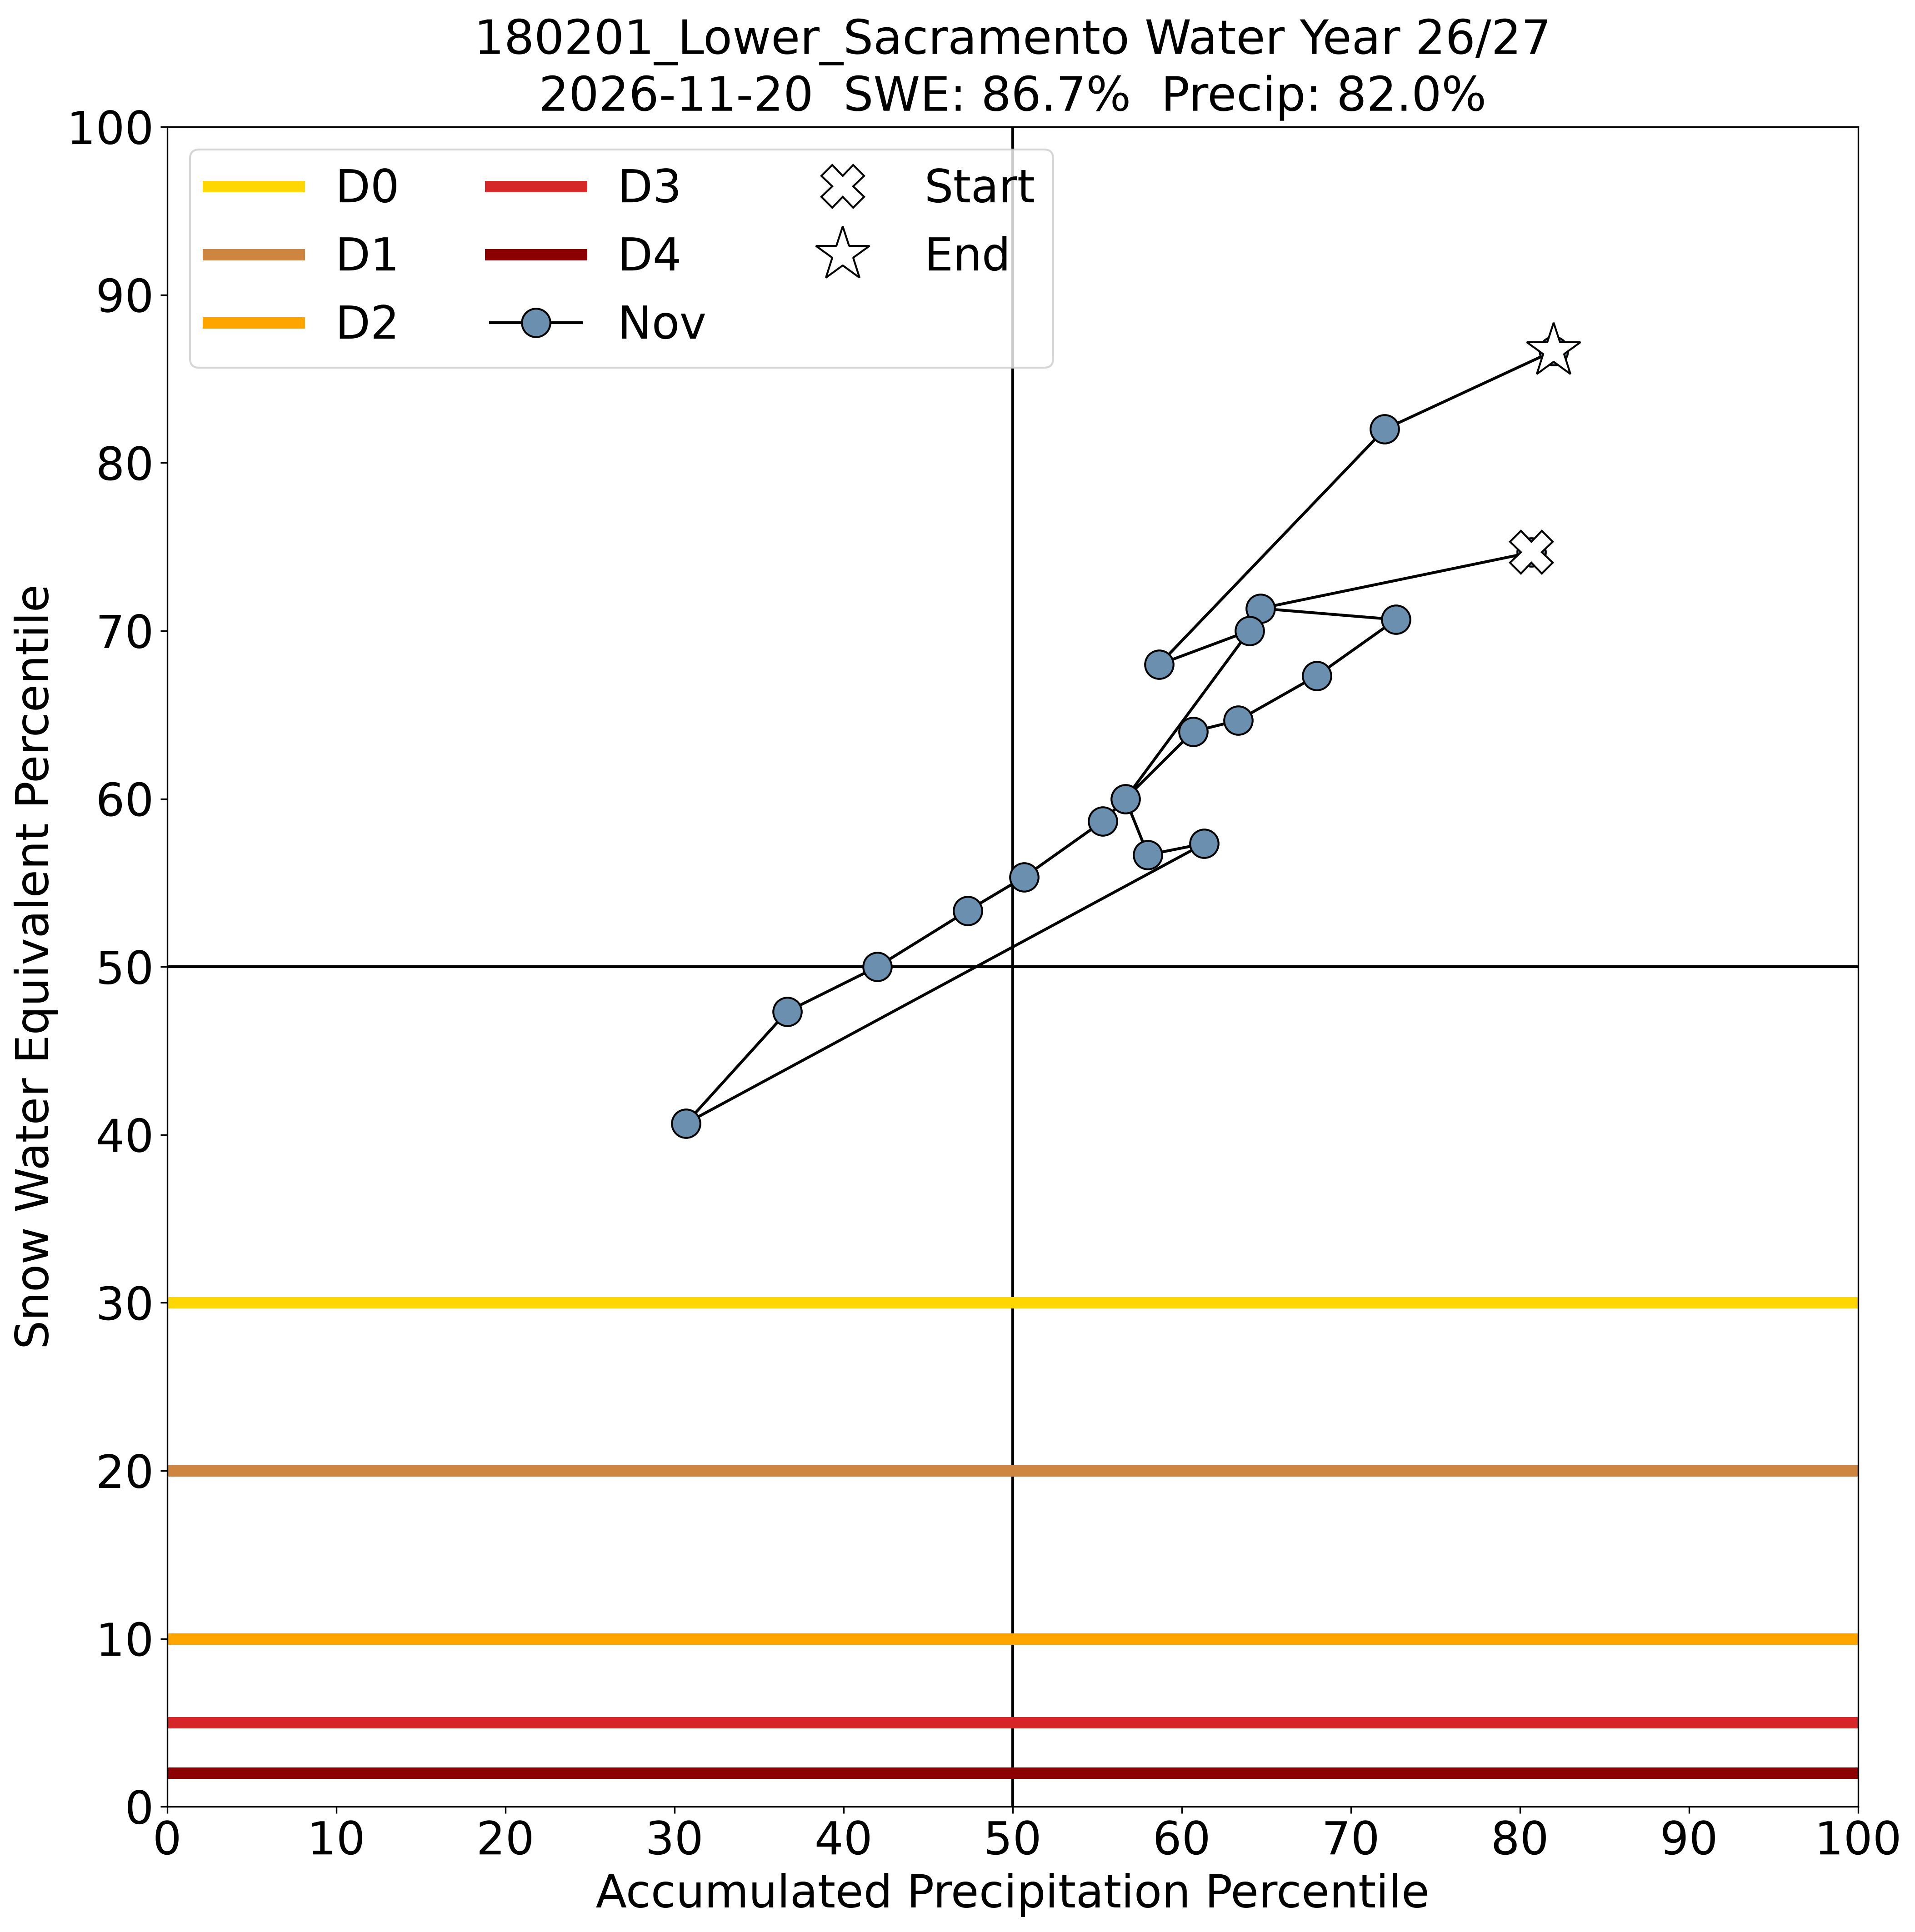 180201_Lower_Sacramento Water Year 26/27
2026-11-20  SWE: 86.7%  Precip: 82.0%
100
90
80
70
60
50
40
30
20
10
0
Snow Water Equivalent Percentile
D0
D1
D2
D3
D4
Nov
Start
End
0 10 20 30 40 50 60 70 80 90 100
Accumulated Precipitation Percentile